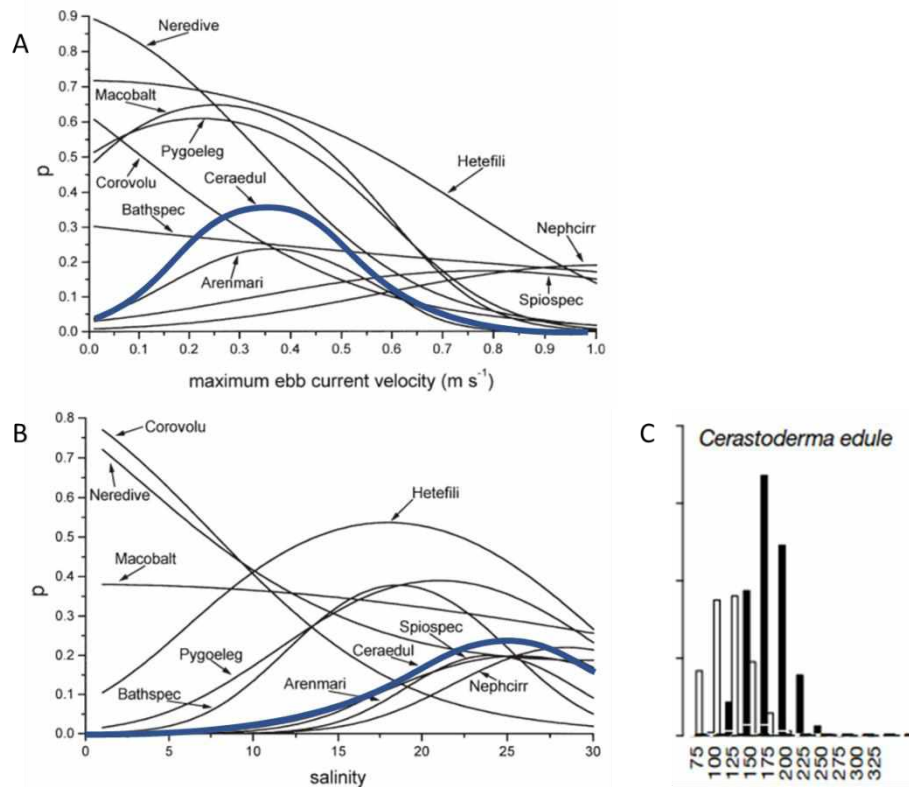 A
0.9
0.8
0.7
0.6
0.5
0.4
0.3
0.2
0.1
0.0
p
Neredive
Macobalt
Pygoeleg
Hetefili
Corovolu
Ceraedul
Bathspec
Nephcirr
Arenmari
Spiospec
0.0 0.1 0.2 0.3 0.4 0.5 0.6 0.7 0.8 0.9 1.0
maximum ebb current velocity (m s⁻¹)
B
0.8
0.7
0.6
0.5
0.4
0.3
0.2
0.1
0.0
p
Corovolu
Neredive
Hetefili
Macobalt
Spiospec
Pygoeleg
Ceraedul
Bathspec
Arenmari
Nephcirr
0 5 10 15 20 25 30
salinity
C
Cerastoderma edule
75 100 125 150 175 200 225 250 275 300 325